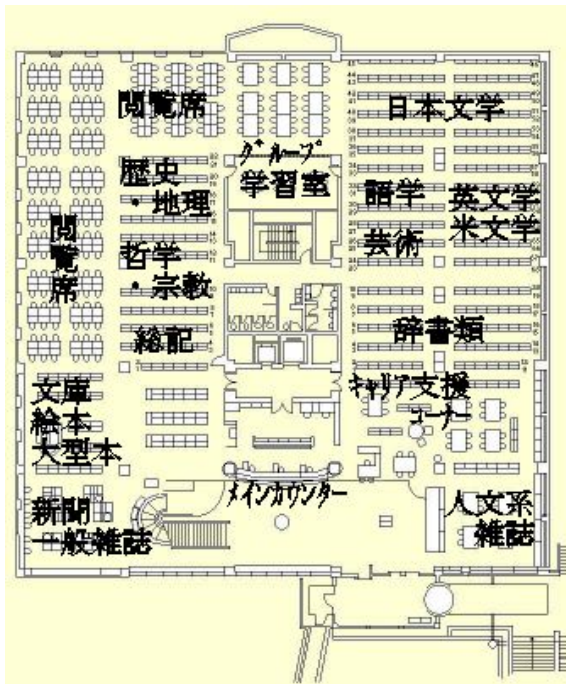 閲覧席
日本文学
グループ
学習室
歴史
・地理
語学
英文学
米文学
閲覧席
芸術
哲学
・宗教
総記
辞書類
文庫
絵本
大型本
キャリア支援
コーナー
メインカウンター
新聞
一般雑誌
人文系
雑誌